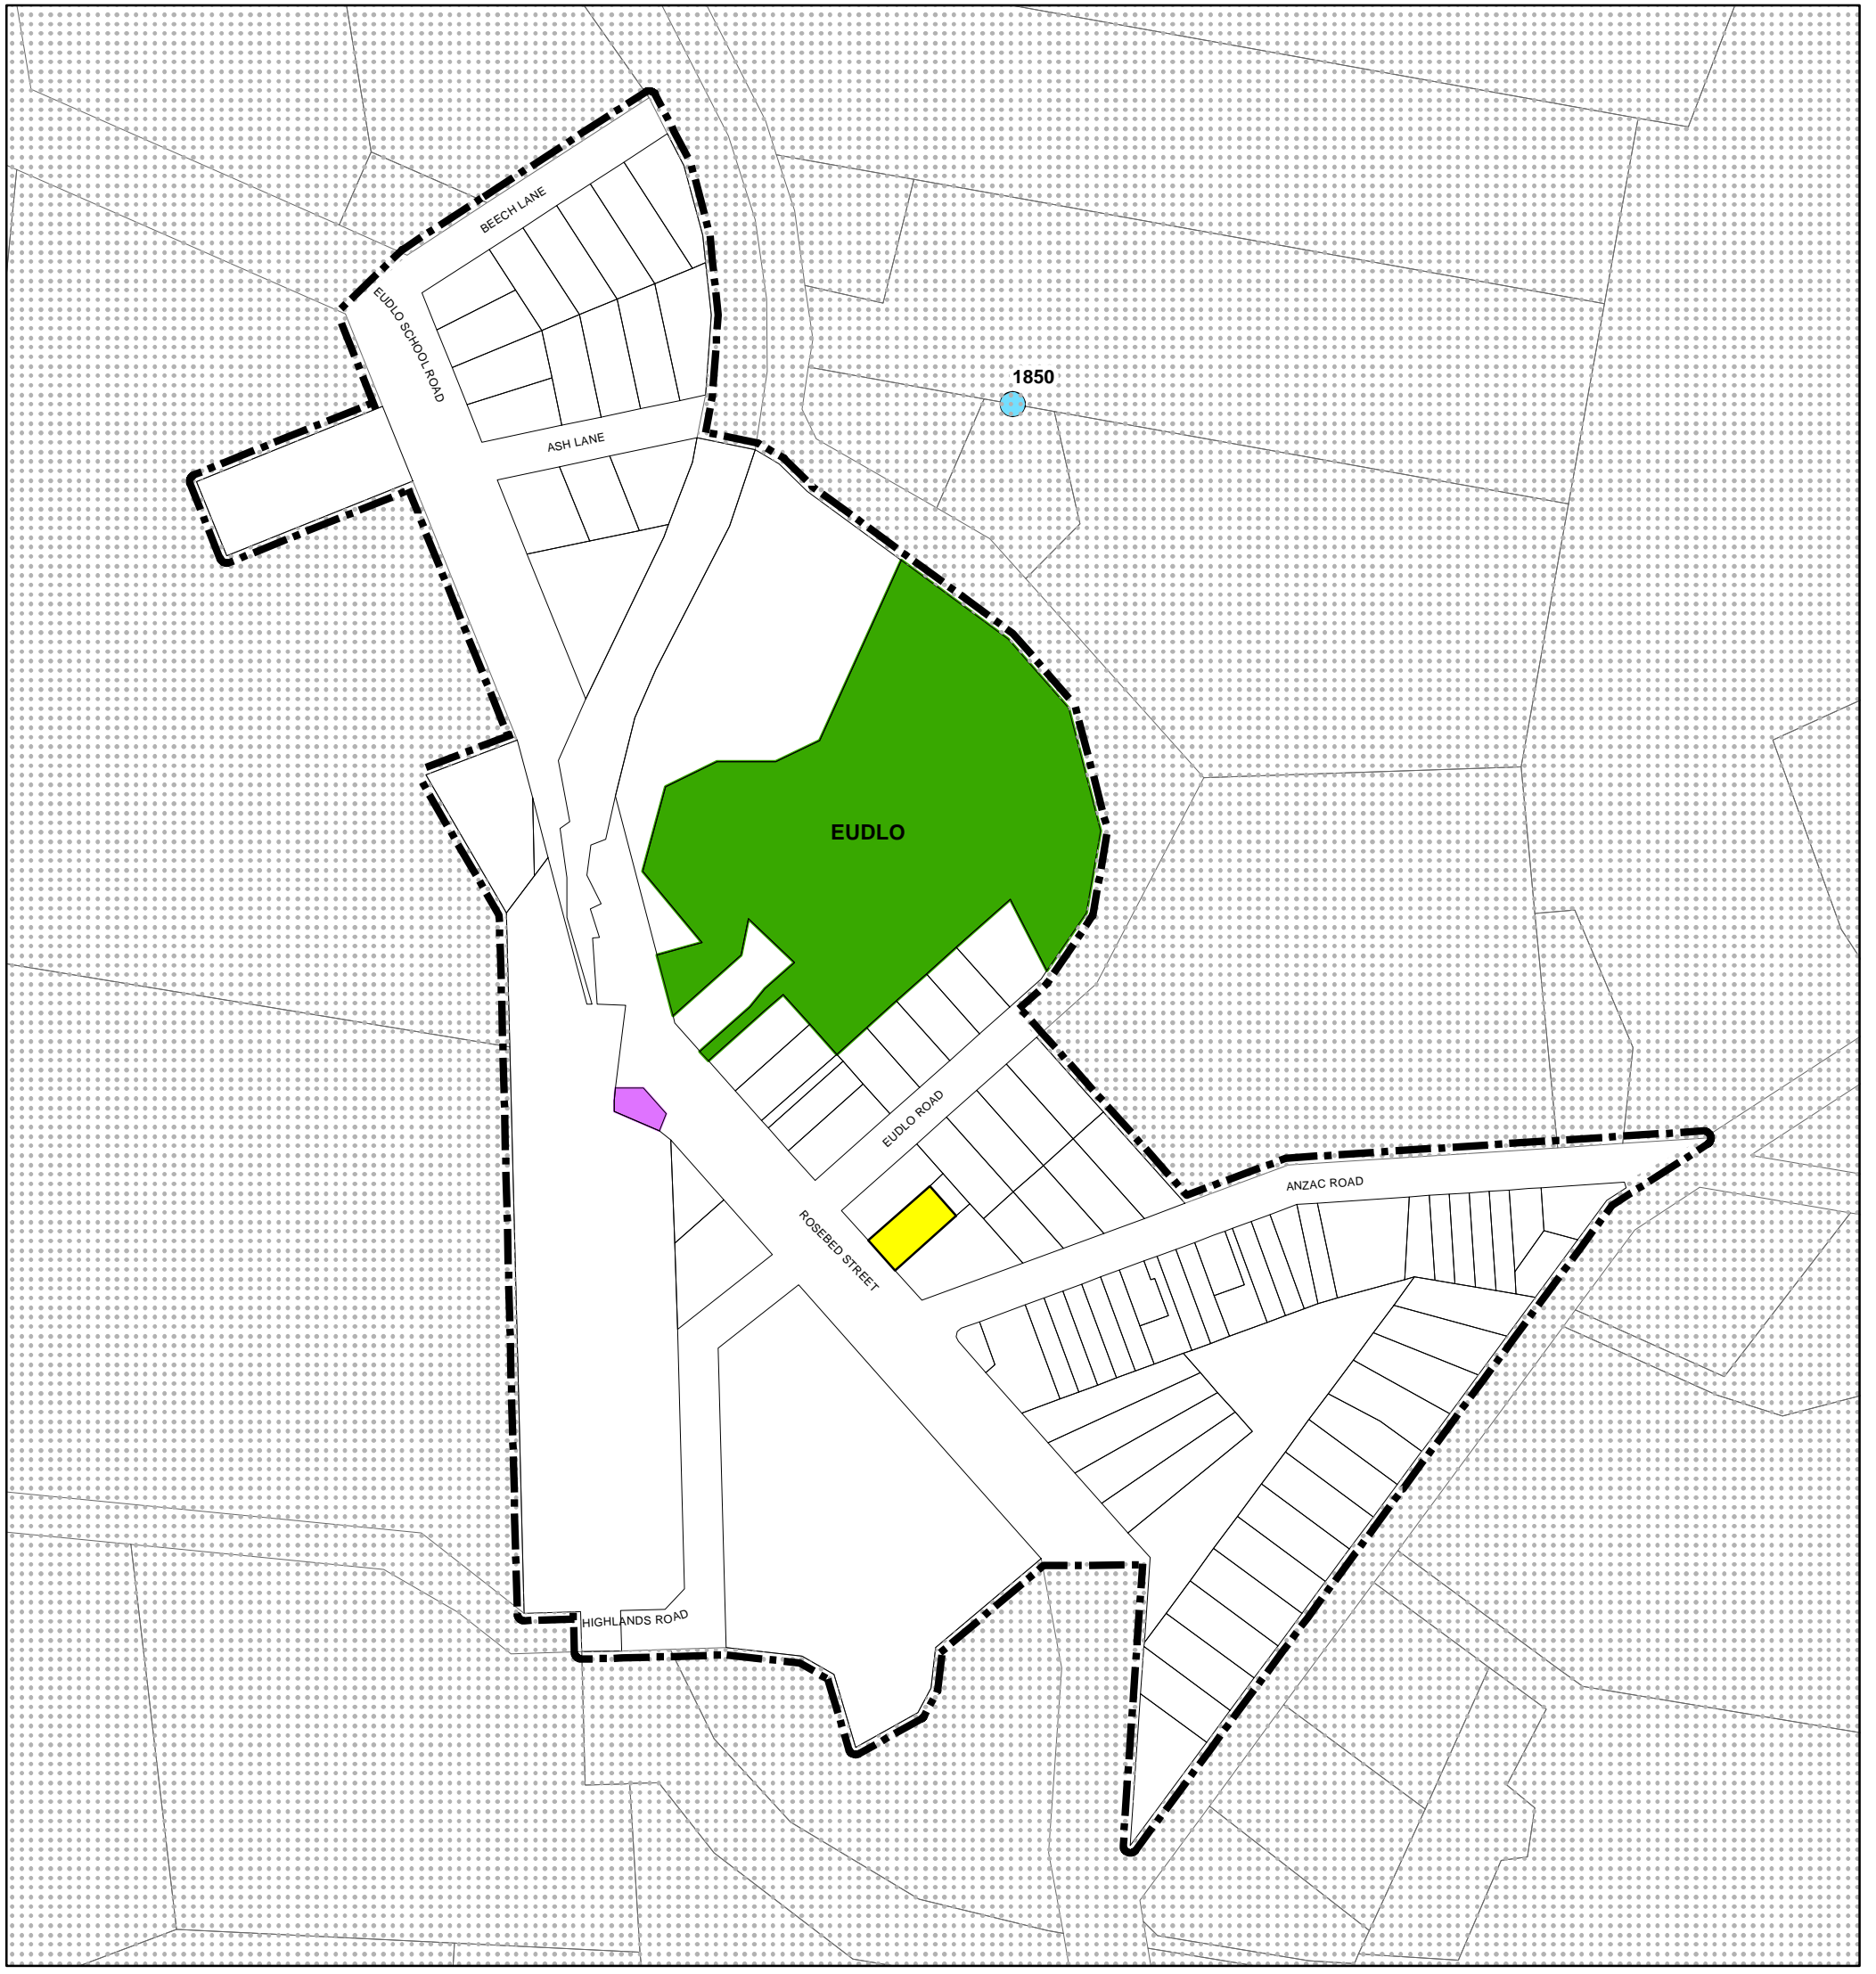 BEECH LANE
EUDLO SCHOOL ROAD
1850
ASH LANE
EUDLO
EUDLO ROAD
ANZAC ROAD
ROSEBED STREET
HIGHLANDS ROAD